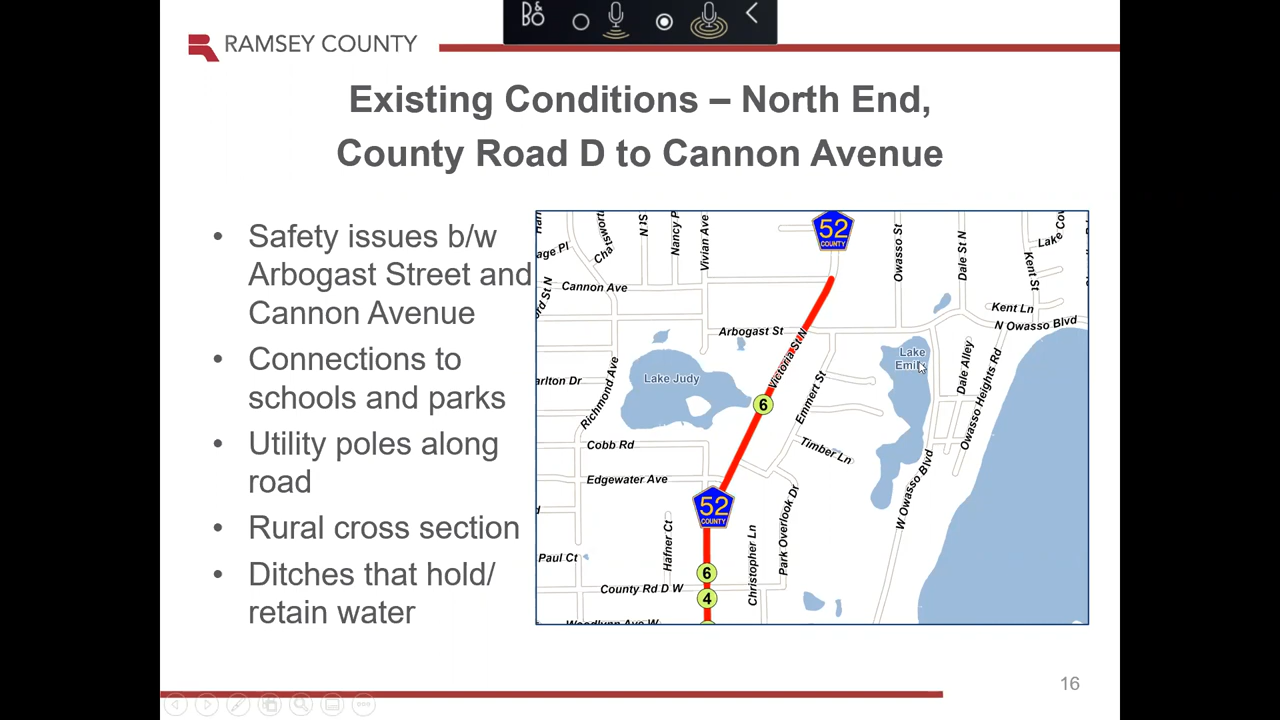 RAMSEY COUNTY
Existing Conditions – North End,
County Road D to Cannon Avenue
• Safety issues b/w
Arbogast Street and
Cannon Avenue
• Connections to
schools and parks
• Utility poles along
road
• Rural cross section
• Ditches that hold/
retain water
52
COUNTY
Nancy P
Vivian Ave
Owasso St
Dale St N
Kent St
Lake Co
age Pl
N St
Cannon Ave
Kent Ln
N Owasso Blvd
Arbogast St
Victoria St N
Lake
Emil
Dale Alley
Owasso Heights Rd
Lake Judy
arlton Dr
Richmond Ave
6
Emmert St
Cobb Rd
Timber Ln
Edgewater Ave
W Owasso Blvd
52
COUNTY
Park Overlook Dr
Hafner Ct
Christopher Ln
Paul Ct
6
County Rd D W
4
Woodlynn Ave W
16